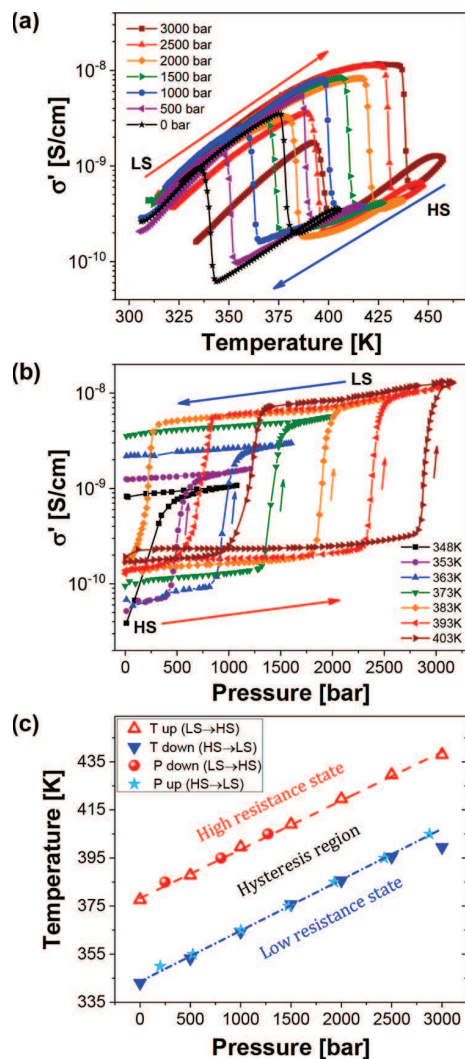 (a)
3000 bar
2500 bar
2000 bar
1500 bar
1000 bar
500 bar
0 bar
LS
HS
σ' [S/cm]
10⁻⁸
10⁻⁹
10⁻¹⁰
300 325 350 375 400 425 450
Temperature [K]
(b)
LS
HS
σ' [S/cm]
10⁻⁸
10⁻⁹
10⁻¹⁰
348K
353K
363K
373K
383K
393K
403K
0 500 1000 1500 2000 2500 3000
Pressure [bar]
(c)
T up (LS→HS)
T down (HS→LS)
P down (LS→HS)
P up (HS→LS)
High resistance state
Hysteresis region
Low resistance state
Temperature [K]
435
415
395
375
355
335
0 500 1000 1500 2000 2500 3000
Pressure [bar]